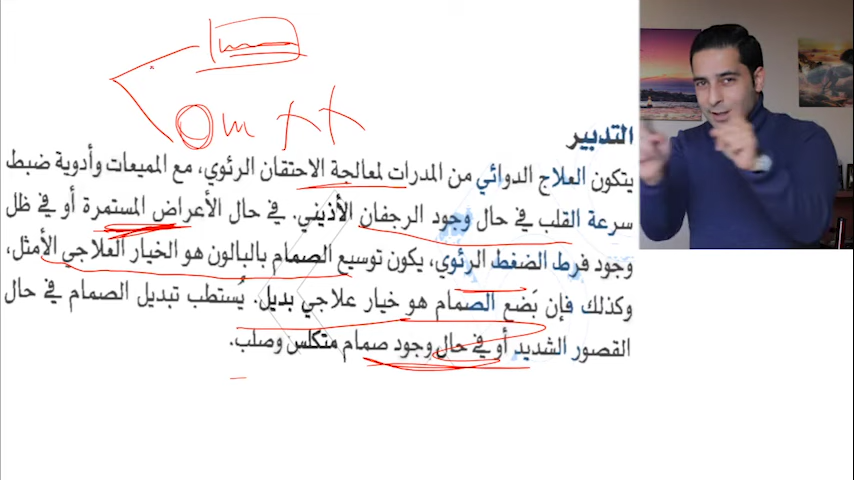 التدبير
يتكون العلاج الدوائي من المدرات لمعالجة الاحتقان الرئوي، مع المميعات وأدوية ضبط
سرعة القلب في حال وجود الرجفان الأذيني. في حال الأعراض المستمرة أو في ظل
وجود فرط الضغط الرئوي، يكون توسيع الصمام بالبالون هو الخيار العلاجي الأمثل،
وكذلك فإن بَضع الصمام هو خيار علاجي بديل. يُستطب تبديل الصمام في حال
القصور الشديد أو في حال وجود صمام متكلس وصلب.